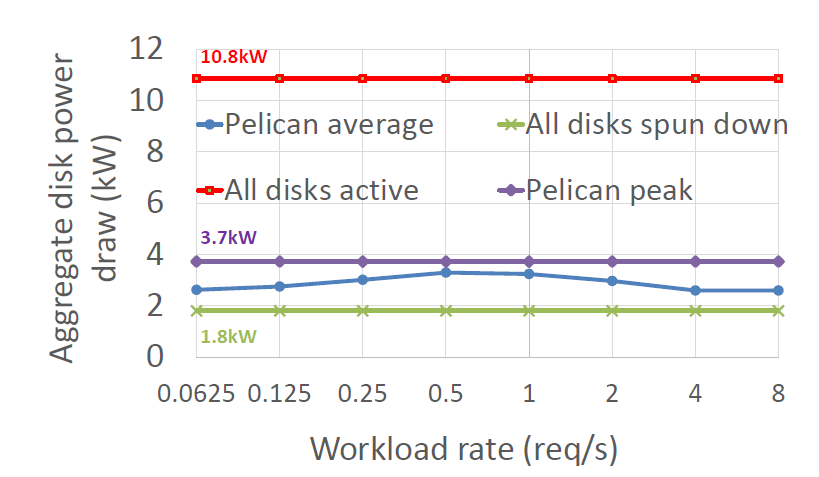 Aggregate disk power
draw (kW)
12
10
8
6
4
2
0
10.8kW
Pelican average
All disks spun down
All disks active
Pelican peak
3.7kW
1.8kW
0.0625 0.125 0.25 0.5 1 2 4 8
Workload rate (req/s)